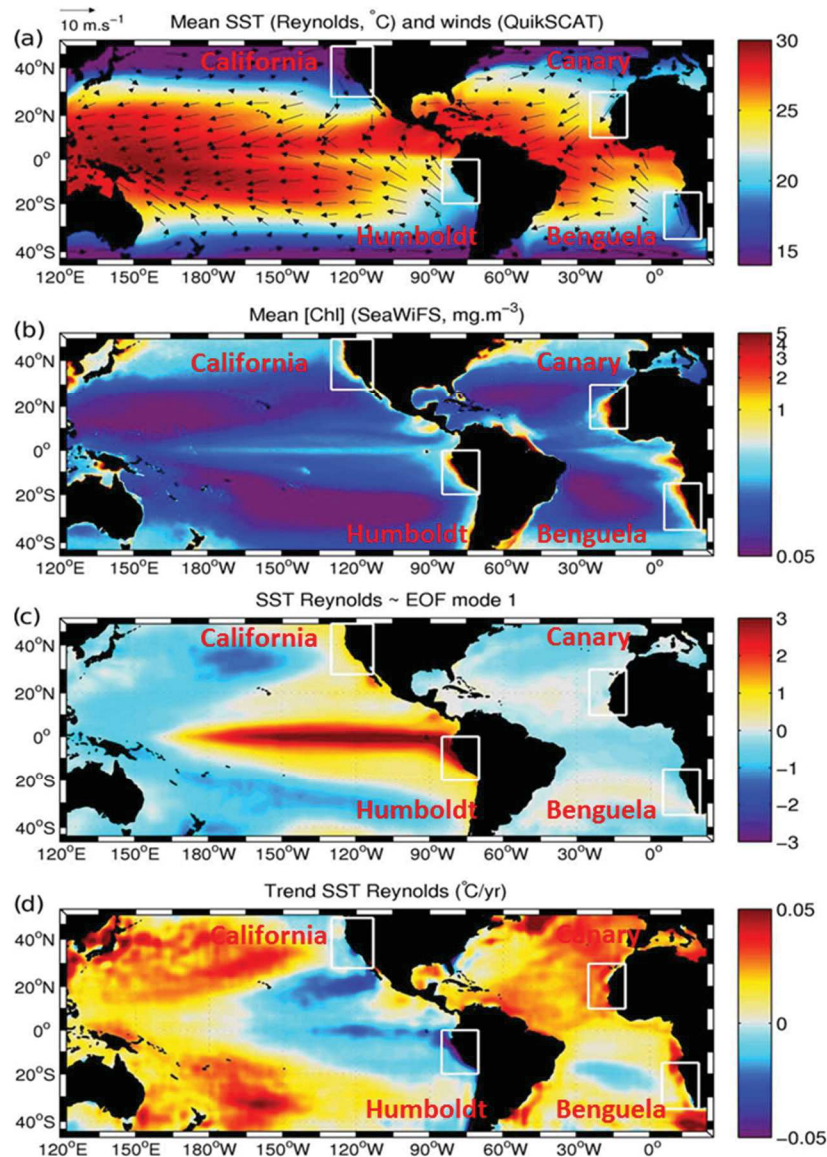 10 m.s⁻¹
Mean SST (Reynolds, °C) and winds (QuikSCAT)
(a)
California
Canary
Humboldt
Benguela
40°N
20°N
0°
20°S
40°S
120°E 150°E 180°W 150°W 120°W 90°W 60°W 30°W 0°
30
25
20
15
Mean [Chl] (SeaWiFS, mg.m⁻³)
(b)
California
Canary
Humboldt
Benguela
40°N
20°N
0°
20°S
40°S
120°E 150°E 180°W 150°W 120°W 90°W 60°W 30°W 0°
5
4
3
2
1
0.05
SST Reynolds ~ EOF mode 1
(c)
California
Canary
Humboldt
Benguela
40°N
20°N
0°
20°S
40°S
120°E 150°E 180°W 150°W 120°W 90°W 60°W 30°W 0°
3
2
1
0
-1
-2
-3
Trend SST Reynolds (°C/yr)
(d)
California
Canary
Humboldt
Benguela
40°N
20°N
0°
20°S
40°S
120°E 150°E 180°W 150°W 120°W 90°W 60°W 30°W 0°
0.05
0
-0.05